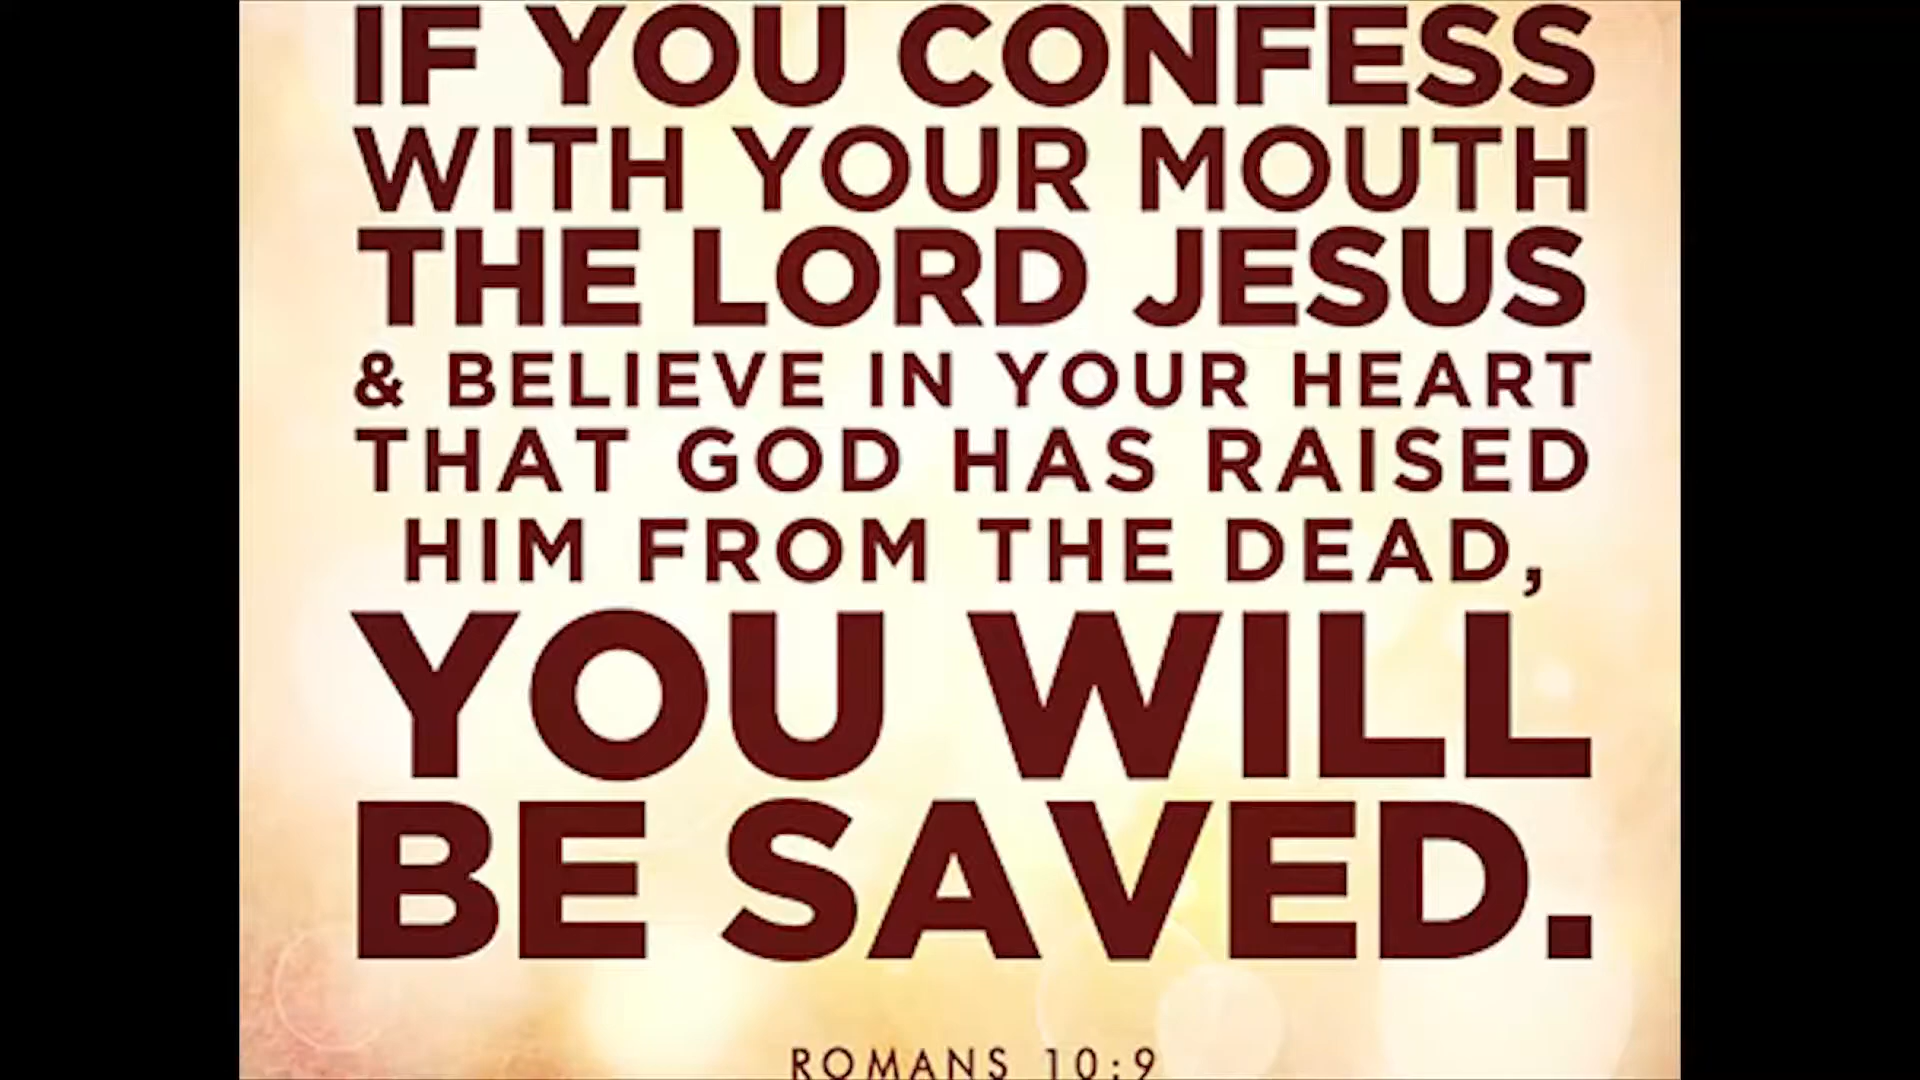 IF YOU CONFESS
WITH YOUR MOUTH
THE LORD JESUS
& BELIEVE IN YOUR HEART
THAT GOD HAS RAISED
HIM FROM THE DEAD,
YOU WILL
BE SAVED.
ROMANS 10:9